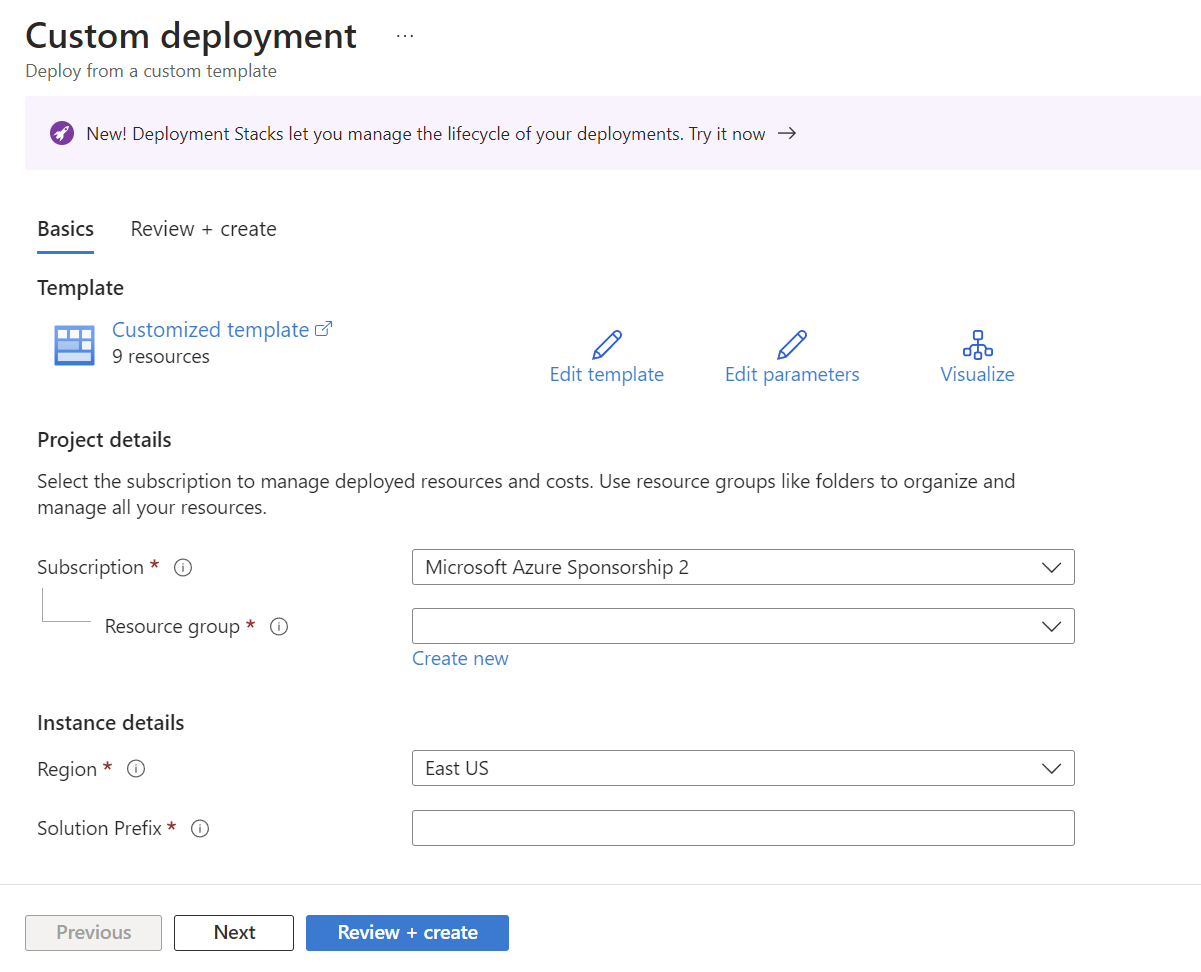 Custom deployment ...
Deploy from a custom template
New! Deployment Stacks let you manage the lifecycle of your deployments. Try it now →
Basics Review + create
Template
Customized template
9 resources
Edit template Edit parameters Visualize
Project details
Select the subscription to manage deployed resources and costs. Use resource groups like folders to organize and
manage all your resources.
Subscription * Microsoft Azure Sponsorship 2
Resource group *
Create new
Instance details
Region * East US
Solution Prefix *
Previous Next Review + create